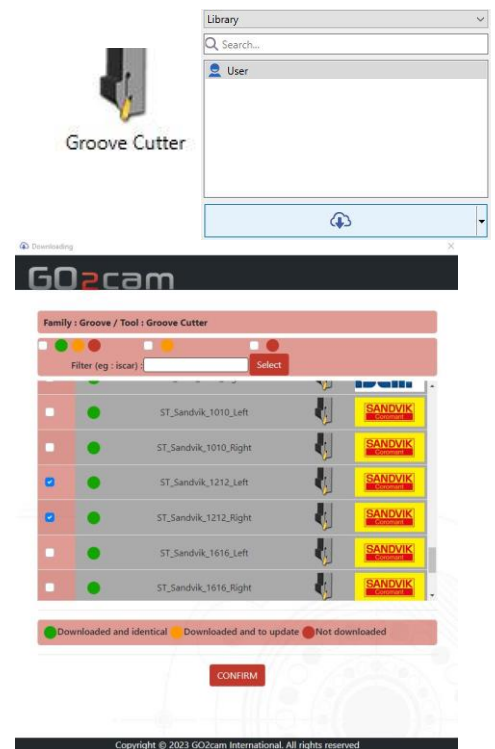 Library
Search...
User
Groove Cutter
Downloading
GO2cam
Family : Groove / Tool : Groove Cutter
Filter (eg : iscar) :
Select
ST_Sandvik_1010_Left
SANDVIK
Coromant
ST_Sandvik_1010_Right
SANDVIK
Coromant
ST_Sandvik_1212_Left
SANDVIK
Coromant
ST_Sandvik_1212_Right
SANDVIK
Coromant
ST_Sandvik_1616_Left
SANDVIK
Coromant
ST_Sandvik_1616_Right
SANDVIK
Coromant
Downloaded and identical Downloaded and to update Not downloaded
CONFIRM
Copyright © 2023 GO2cam International. All rights reserved